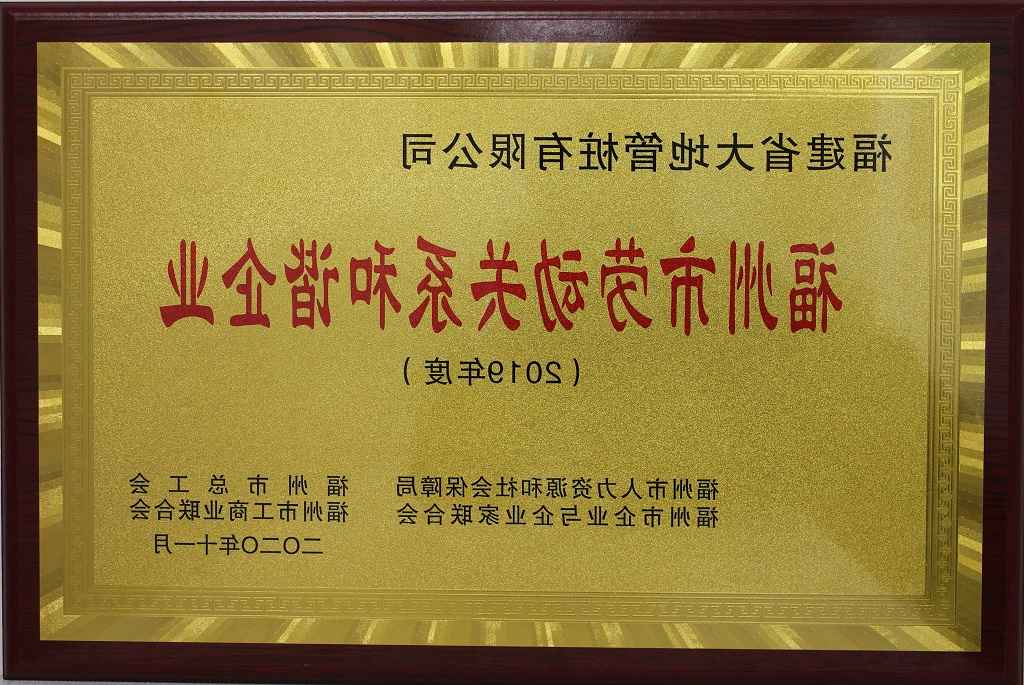 福建省大地管桩有限公司
福州市劳动关系和谐企业
(2019年度)
福州市人力资源和社会保障局 福州市总工会
福州市企业与企业家联合会 福州市工商业联合会
二〇二〇年十一月